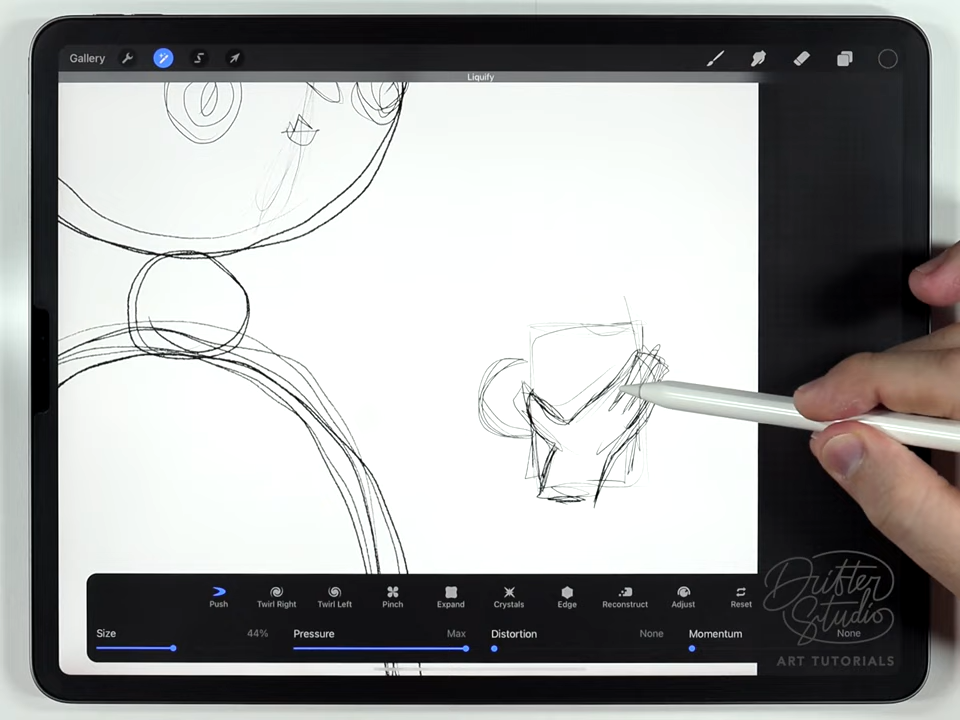 Gallery
Liquify
Push
Twirl Right
Twirl Left
Pinch
Expand
Crystals
Edge
Reconstruct
Adjust
Reset
Size 44%
Pressure Max
Distortion None
Momentum None
Drifter
Studio
ART TUTORIALS